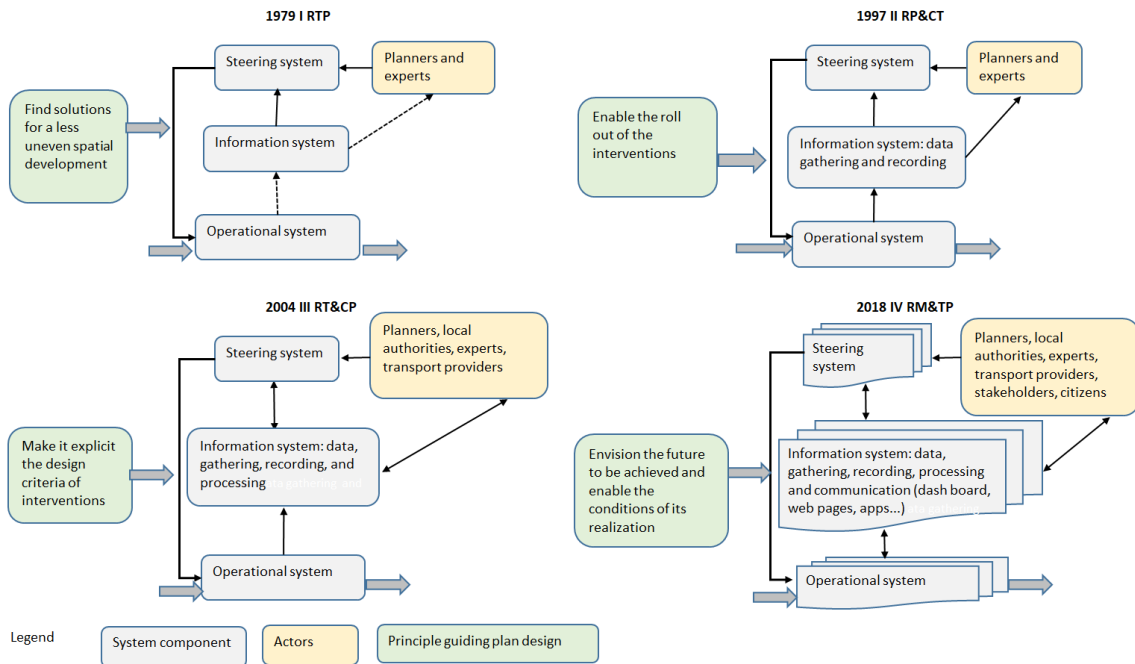 1979 I RTP
Steering system
Planners and
experts
Find solutions
for a less
uneven spatial
development
Information system
Operational system
1997 II RP&CT
Steering system
Planners and
experts
Enable the roll
out of the
interventions
Information system: data
gathering and recording
Operational system
2004 III RT&CP
Steering system
Planners, local
authorities, experts,
transport providers
Make it explicit
the design
criteria of
interventions
Information system: data,
gathering, recording, and
processing data gathering and
Operational system
2018 IV RM&TP
Steering
system
Planners, local
authorities, experts,
transport providers,
stakeholders, citizens
Envision the future
to be achieved and
enable the
conditions of its
realization
Information system: data,
gathering, recording, processing
and communication (dash board,
web pages, apps...) data gathering
Operational system
Legend
System component
Actors
Principle guiding plan design